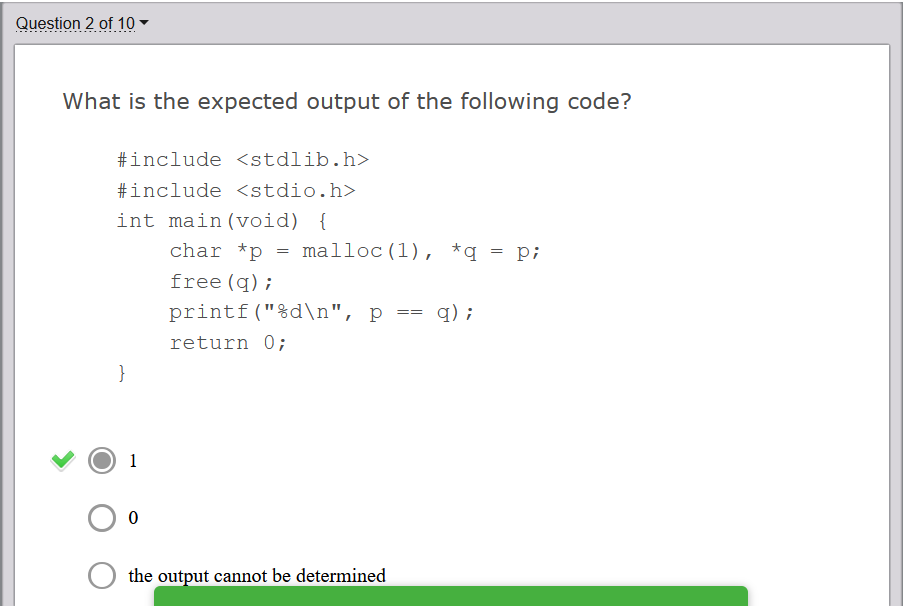 Question 2 of 10
What is the expected output of the following code?
#include <stdlib.h>
#include <stdio.h>
int main(void) {
    char *p = malloc(1), *q = p;
    free(q);
    printf("%d\n", p == q);
    return 0;
}
1
0
the output cannot be determined